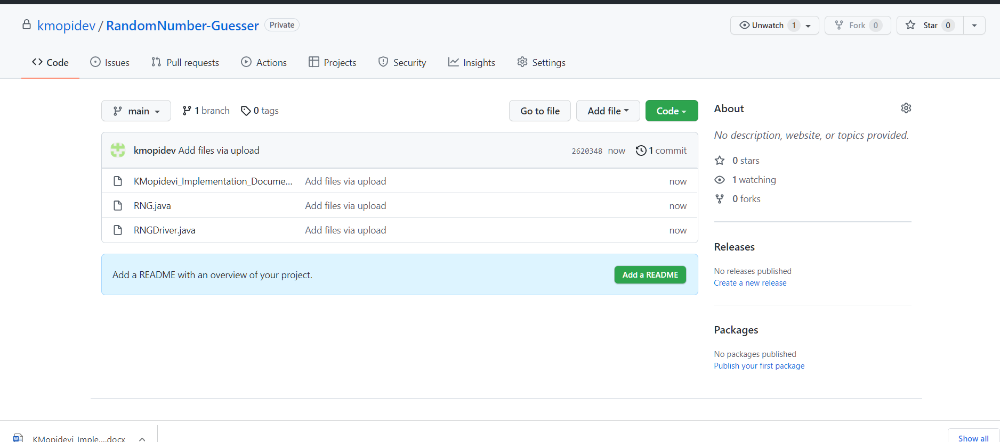 kmopidev / RandomNumber-Guesser Private
Unwatch 1 Fork 0 Star 0
Code Issues Pull requests Actions Projects Security Insights Settings
main 1 branch 0 tags Go to file Add file Code
kmopidev Add files via upload 2620348 now 1 commit
KMopidevi_Implementation_Docume... Add files via upload now
RNG.java Add files via upload now
RNGDriver.java Add files via upload now
Add a README with an overview of your project. Add a README
About
No description, website, or topics provided.
0 stars
1 watching
0 forks
Releases
No releases published
Create a new release
Packages
No packages published
Publish your first package
KMopidevi_Imple....docx Show all